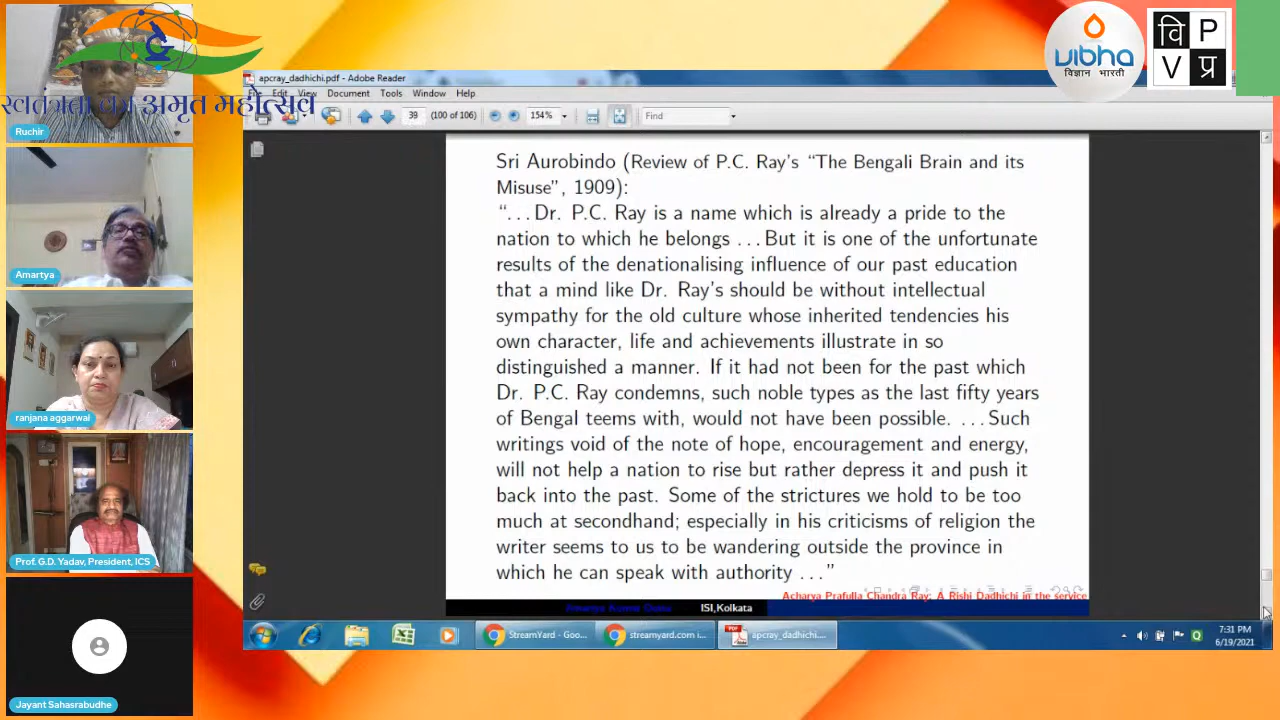 स्वतंत्रता का अमृत महोत्सव
vibha
विज्ञान भारती
वि P
V प्र
Ruchir
Amartya
ranjana aggarwal
Prof. G.D. Yadav, President, ICS
Jayant Sahasrabudhe
apcray_dadhichi.pdf - Adobe Reader
Edit View Document Tools Window Help
39 (100 of 106) 154% Find
Sri Aurobindo (Review of P.C. Ray's “The Bengali Brain and its
Misuse”, 1909):
“...Dr. P.C. Ray is a name which is already a pride to the
nation to which he belongs ...But it is one of the unfortunate
results of the denationalising influence of our past education
that a mind like Dr. Ray's should be without intellectual
sympathy for the old culture whose inherited tendencies his
own character, life and achievements illustrate in so
distinguished a manner. If it had not been for the past which
Dr. P.C. Ray condemns, such noble types as the last fifty years
of Bengal teems with, would not have been possible. ...Such
writings void of the note of hope, encouragement and energy,
will not help a nation to rise but rather depress it and push it
back into the past. Some of the strictures we hold to be too
much at secondhand; especially in his criticisms of religion the
writer seems to us to be wandering outside the province in
which he can speak with authority ...”
Acharya Prafulla Chandra Ray: A Rishi Dadhichi in the service
ISI,Kolkata
StreamYard - Goo...
streamyard.com i...
apcray_dadhichi....
7:31 PM
6/19/2021